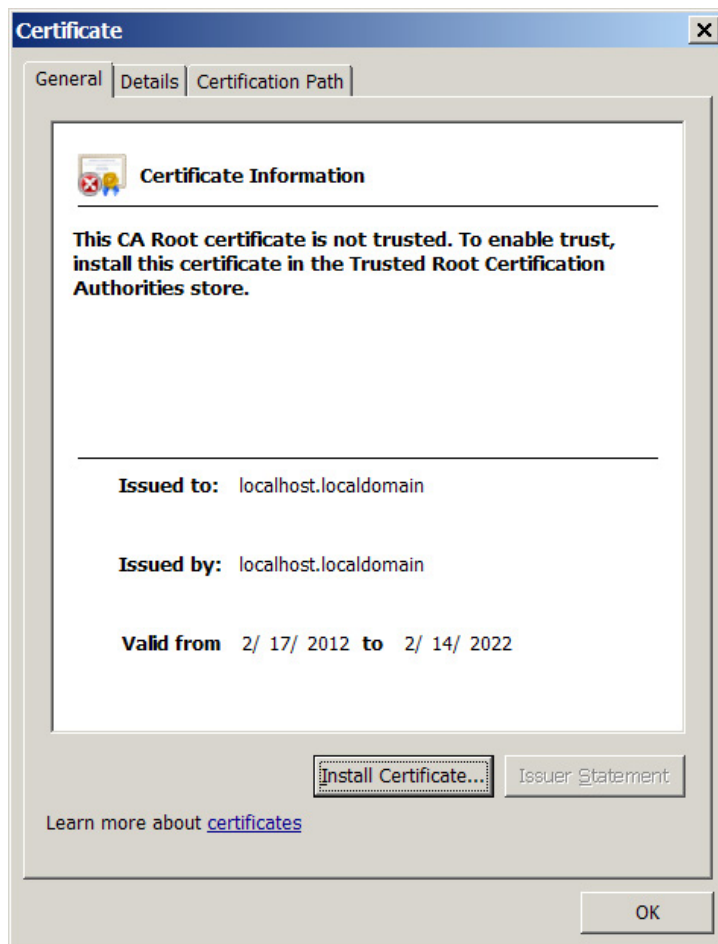 Certificate
General Details Certification Path
Certificate Information
This CA Root certificate is not trusted. To enable trust,
install this certificate in the Trusted Root Certification
Authorities store.
Issued to: localhost.localdomain
Issued by: localhost.localdomain
Valid from 2/ 17/ 2012 to 2/ 14/ 2022
Install Certificate... Issuer Statement
Learn more about certificates
OK